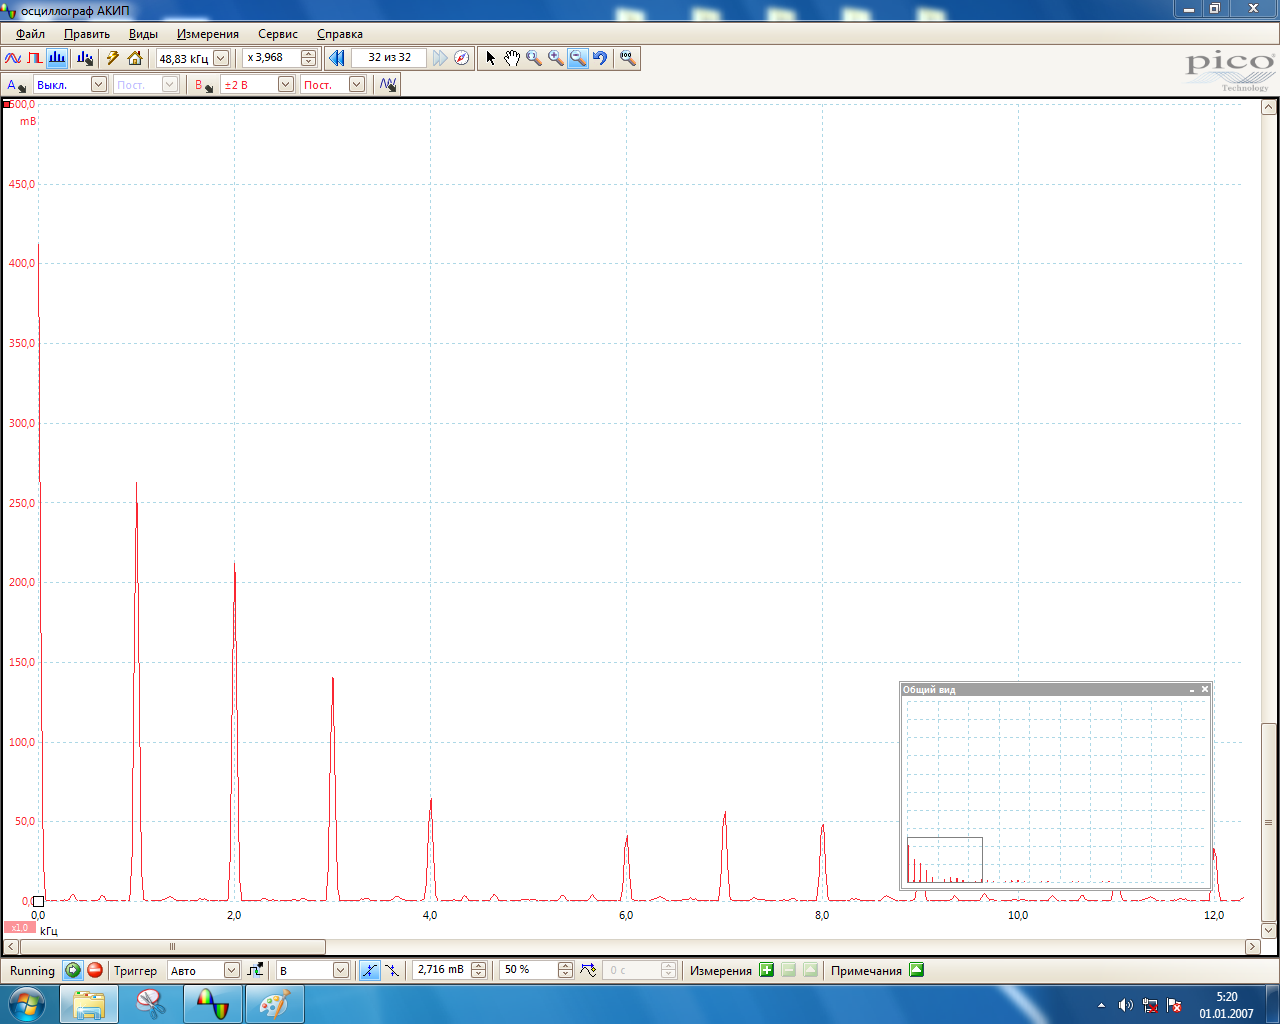 осциллограф АКИП
Файл Править Виды Измерения Сервис Справка
48,83 кГц x 3,968 32 из 32
pico
Technology
A Выкл. Пост. B ±2 В Пост.
500,0
mB
450,0
400,0
350,0
300,0
250,0
200,0
150,0
100,0
50,0
0,0
Общий вид
0,0 2,0 4,0 6,0 8,0 10,0 12,0
x1,0
кГц
Running Триггер Авто B 2,716 mB 50 % 0 с Измерения Примечания
5:20
01.01.2007